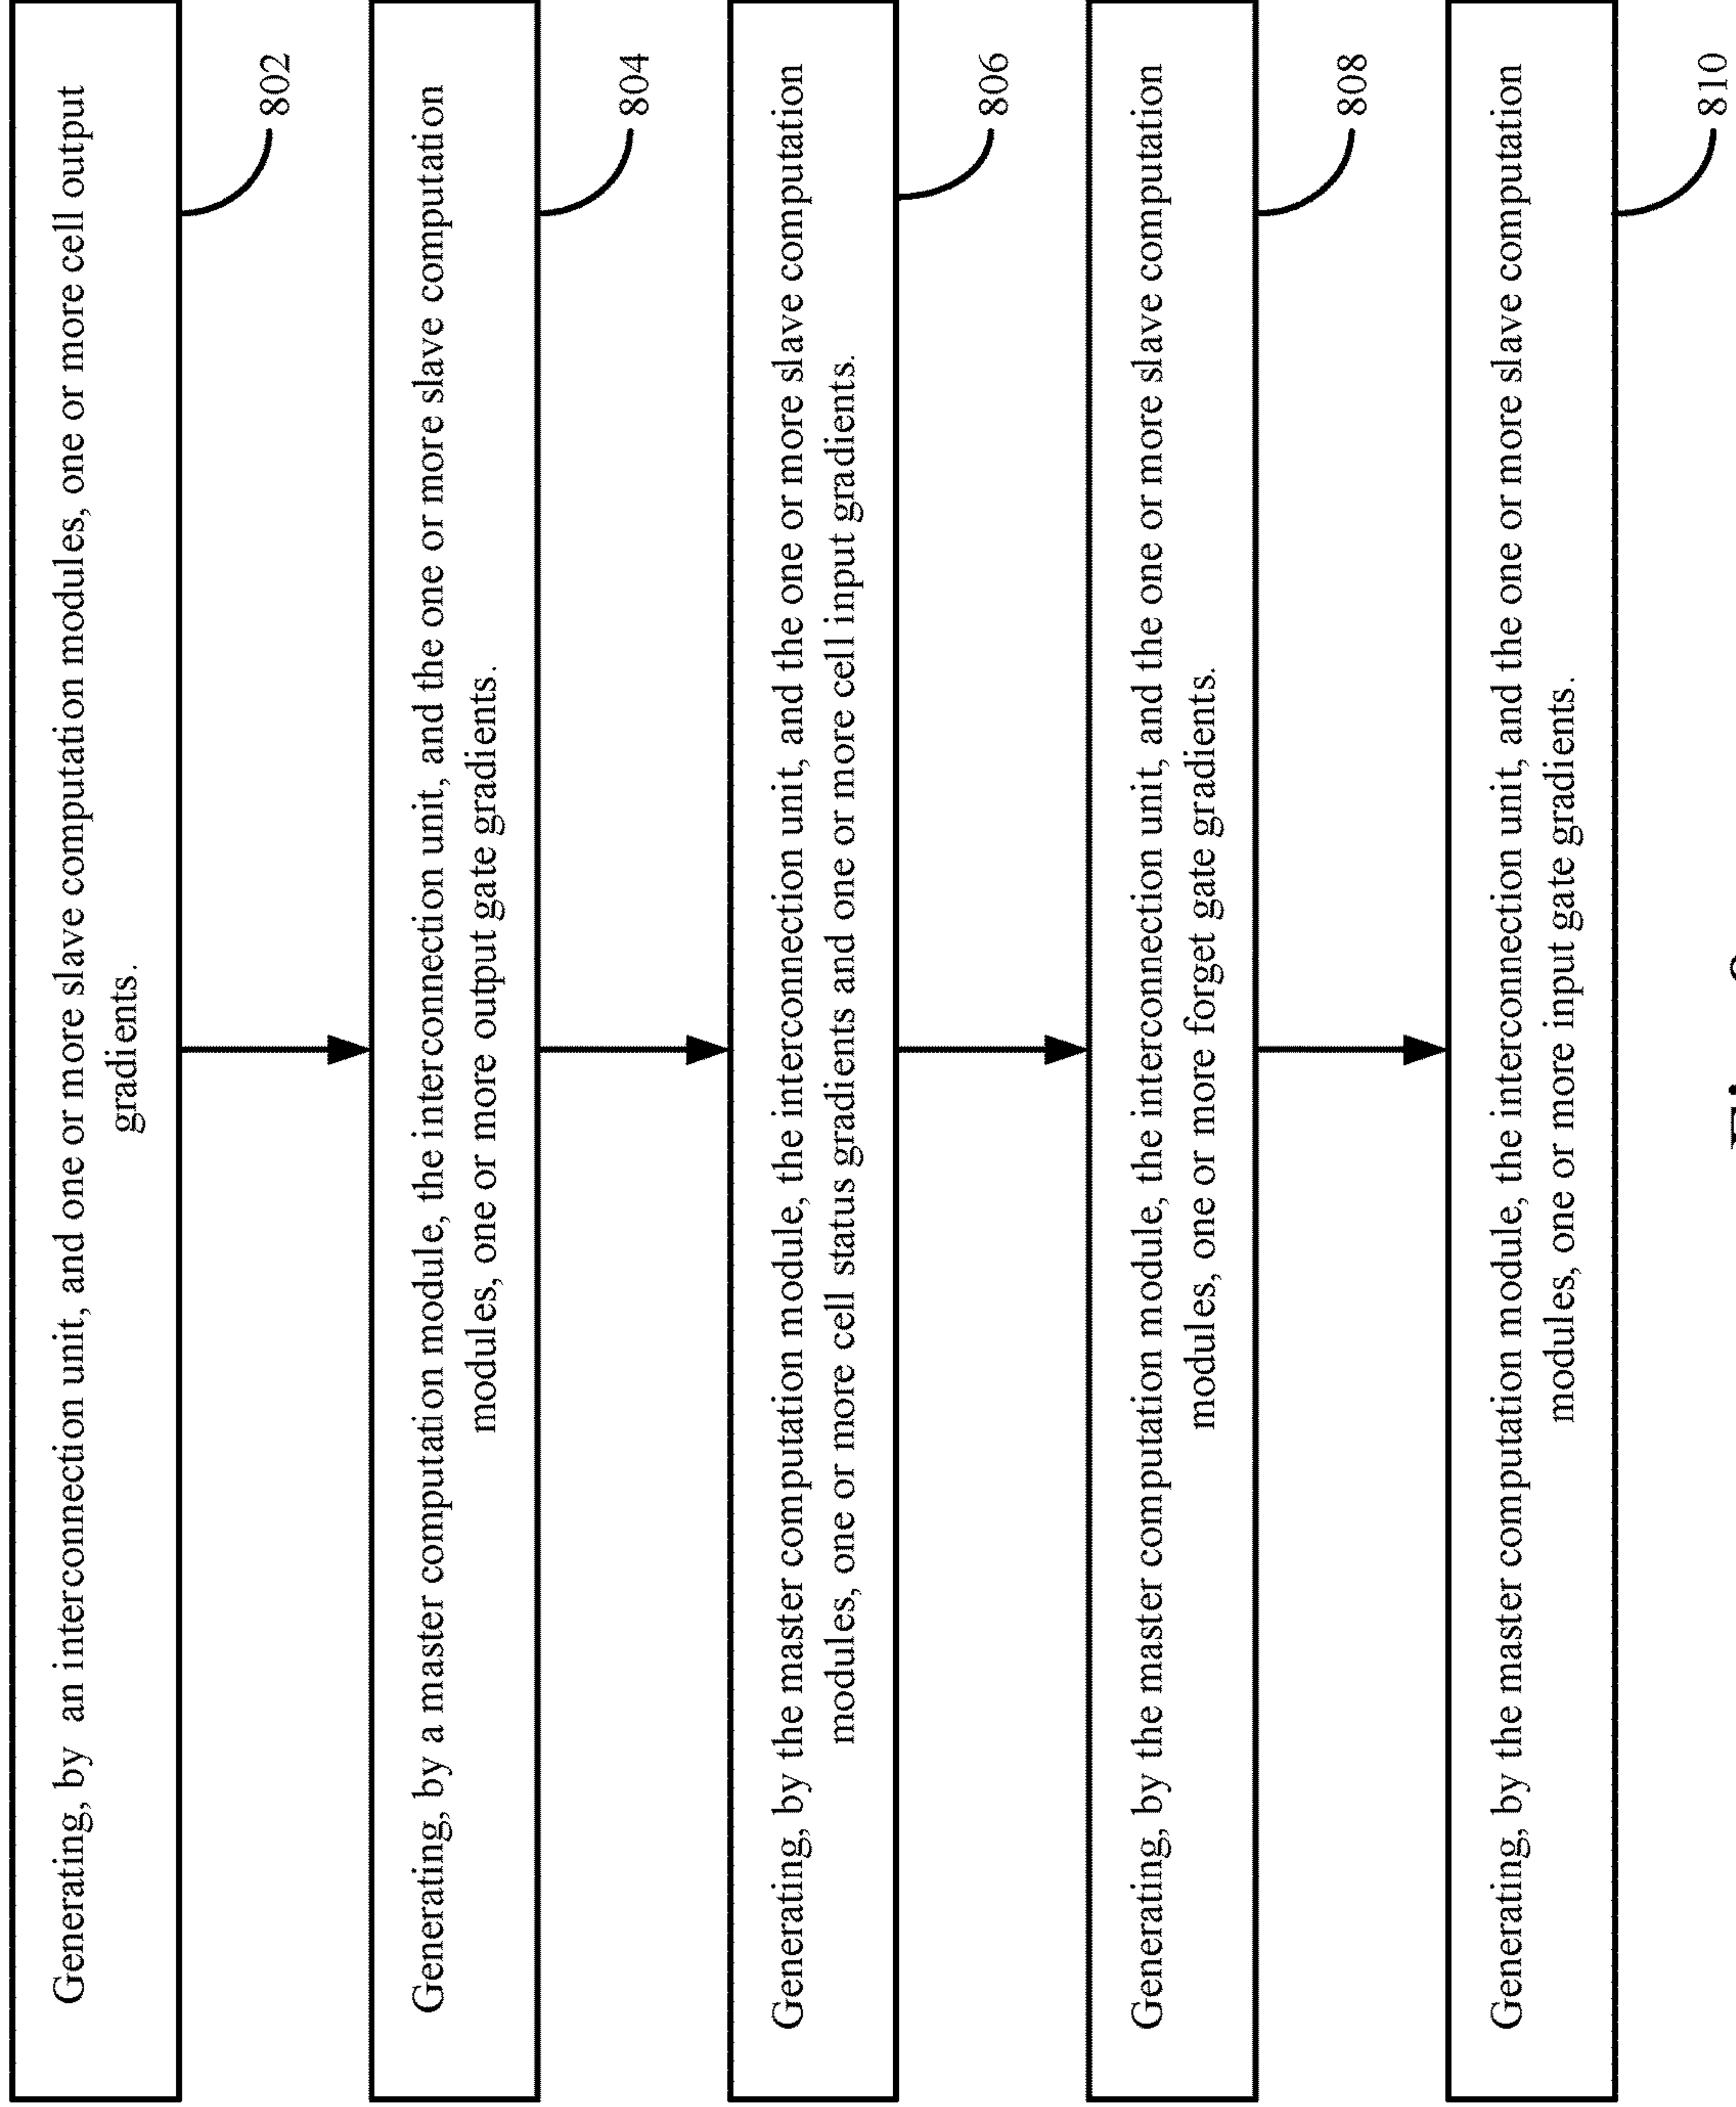 Generating, by an interconnection unit, and one or more slave computation modules, one or more cell output
gradients.
802
Generating, by a master computation module, the interconnection unit, and the one or more slave computation
modules, one or more output gate gradients.
804
Generating, by the master computation module, the interconnection unit, and the one or more slave computation
modules, one or more cell status gradients and one or more cell input gradients.
806
Generating, by the master computation module, the interconnection unit, and the one or more slave computation
modules, one or more forget gate gradients.
808
Generating, by the master computation module, the interconnection unit, and the one or more slave computation
modules, one or more input gate gradients.
810